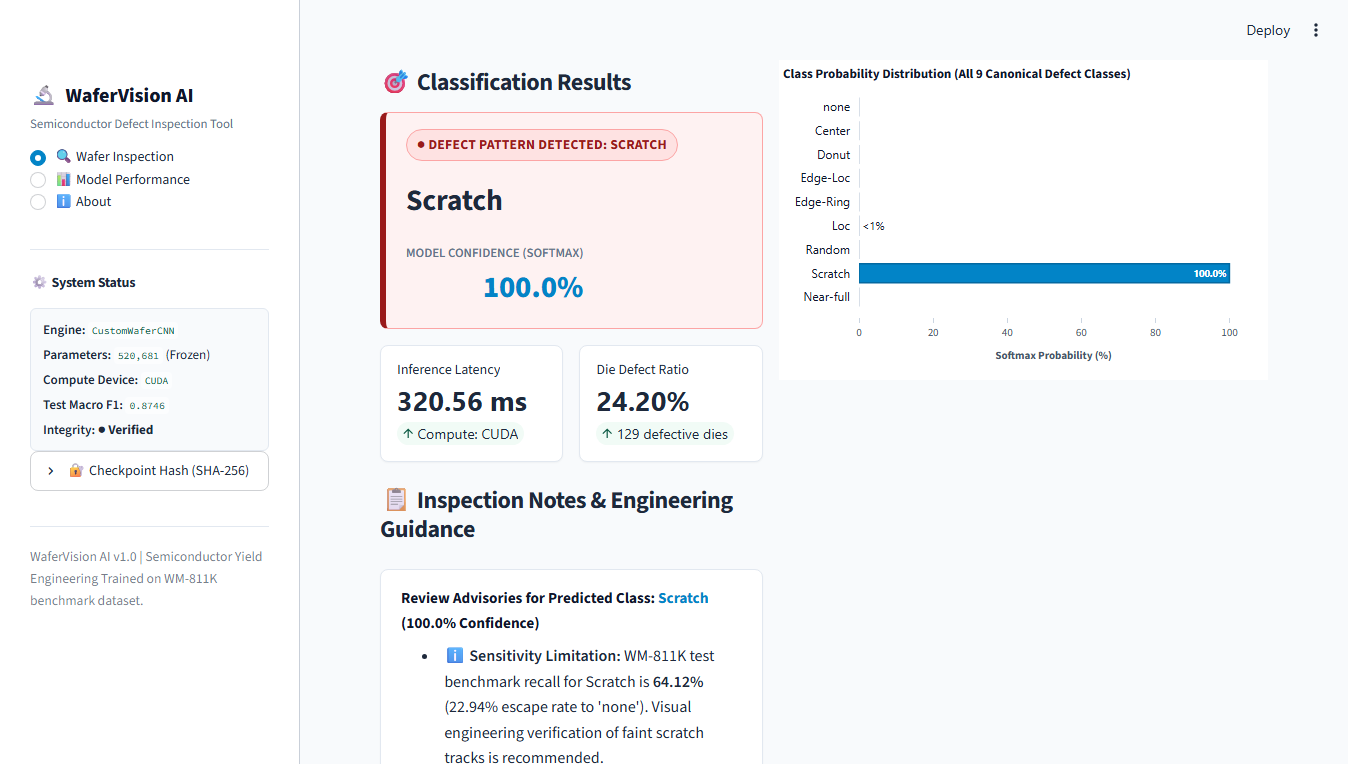 Deploy
WaferVision AI
Semiconductor Defect Inspection Tool
Wafer Inspection
Model Performance
About
System Status
Engine: CustomWaferCNN
Parameters: 520,681 (Frozen)
Compute Device: CUDA
Test Macro F1: 0.8746
Integrity: ● Verified
Checkpoint Hash (SHA-256)
WaferVision AI v1.0 | Semiconductor Yield
Engineering Trained on WM-811K
benchmark dataset.
Classification Results
● DEFECT PATTERN DETECTED: SCRATCH
Scratch
MODEL CONFIDENCE (SOFTMAX)
100.0%
Inference Latency
320.56 ms
↑ Compute: CUDA
Die Defect Ratio
24.20%
↑ 129 defective dies
Inspection Notes & Engineering
Guidance
Review Advisories for Predicted Class: Scratch
(100.0% Confidence)
• Sensitivity Limitation: WM-811K test
benchmark recall for Scratch is 64.12%
(22.94% escape rate to 'none'). Visual
engineering verification of faint scratch
tracks is recommended.
Class Probability Distribution (All 9 Canonical Defect Classes)
none
Center
Donut
Edge-Loc
Edge-Ring
Loc <1%
Random
Scratch 100.0%
Near-full
0 20 40 60 80 100
Softmax Probability (%)